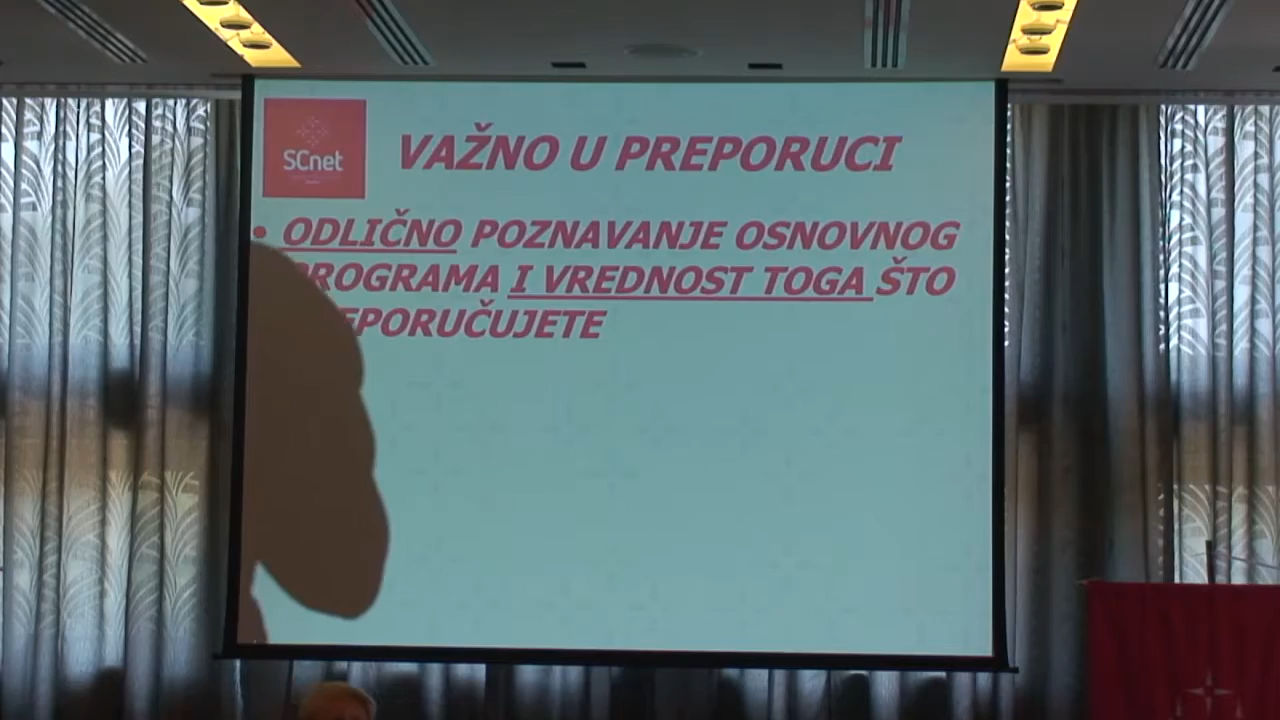 SCnet
VAŽNO U PREPORUCI
• ODLIČNO POZNAVANJE OSNOVNOG
ROGRAMA I VREDNOST TOGA ŠTO
EPORUČUJETE